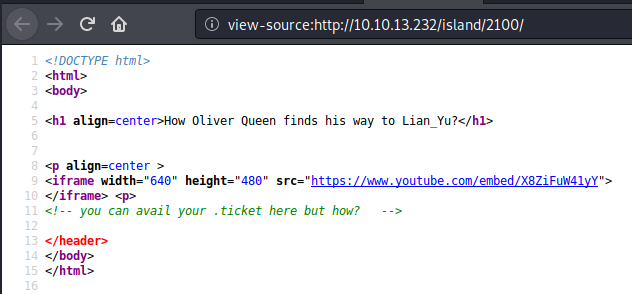 view-source:http://10.10.13.232/island/2100/
1 <!DOCTYPE html>
2 <html>
3 <body>
4
5 <h1 align=center>How Oliver Queen finds his way to Lian_Yu?</h1>
6
7
8 <p align=center >
9 <iframe width="640" height="480" src="https://www.youtube.com/embed/X8ZiFuW41yY">
10 </iframe> <p>
11 <!-- you can avail your .ticket here but how?   -->
12
13 </header>
14 </body>
15 </html>
16